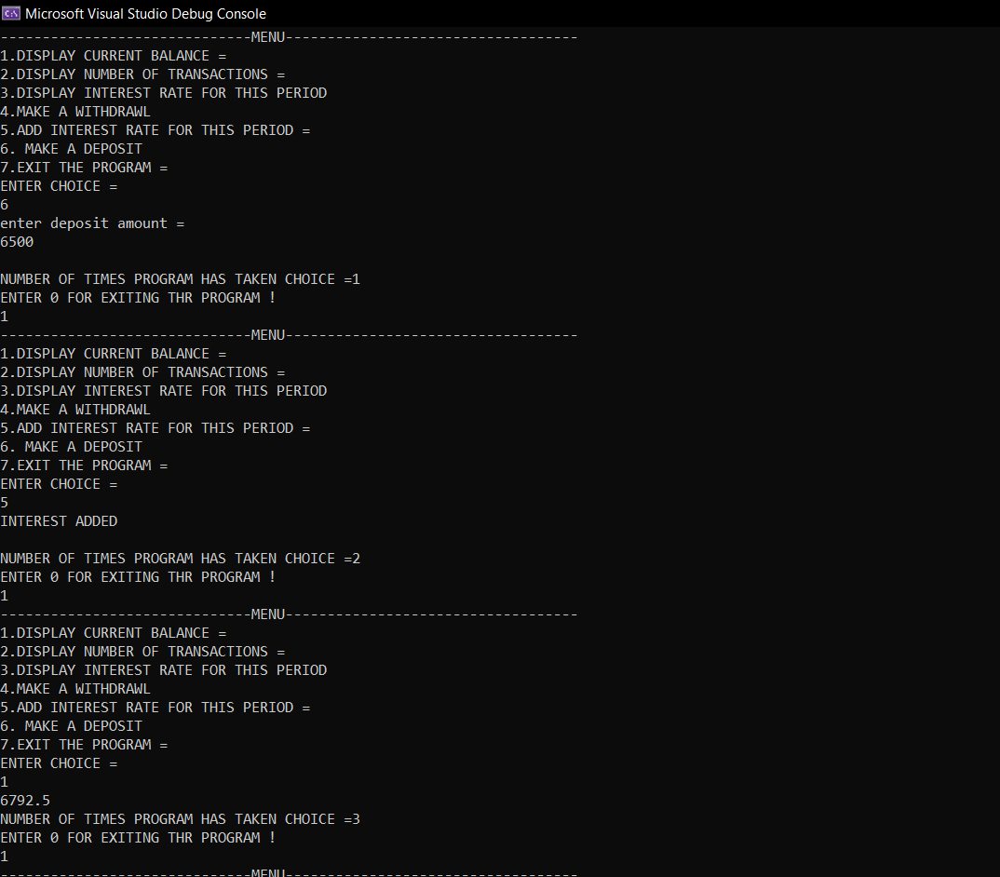 Microsoft Visual Studio Debug Console
------------------------------MENU-----------------------------------
1.DISPLAY CURRENT BALANCE =
2.DISPLAY NUMBER OF TRANSACTIONS =
3.DISPLAY INTEREST RATE FOR THIS PERIOD
4.MAKE A WITHDRAWL
5.ADD INTEREST RATE FOR THIS PERIOD =
6. MAKE A DEPOSIT
7.EXIT THE PROGRAM =
ENTER CHOICE =
6
enter deposit amount =
6500
NUMBER OF TIMES PROGRAM HAS TAKEN CHOICE =1
ENTER 0 FOR EXITING THR PROGRAM !
1
------------------------------MENU-----------------------------------
1.DISPLAY CURRENT BALANCE =
2.DISPLAY NUMBER OF TRANSACTIONS =
3.DISPLAY INTEREST RATE FOR THIS PERIOD
4.MAKE A WITHDRAWL
5.ADD INTEREST RATE FOR THIS PERIOD =
6. MAKE A DEPOSIT
7.EXIT THE PROGRAM =
ENTER CHOICE =
5
INTEREST ADDED
NUMBER OF TIMES PROGRAM HAS TAKEN CHOICE =2
ENTER 0 FOR EXITING THR PROGRAM !
1
------------------------------MENU-----------------------------------
1.DISPLAY CURRENT BALANCE =
2.DISPLAY NUMBER OF TRANSACTIONS =
3.DISPLAY INTEREST RATE FOR THIS PERIOD
4.MAKE A WITHDRAWL
5.ADD INTEREST RATE FOR THIS PERIOD =
6. MAKE A DEPOSIT
7.EXIT THE PROGRAM =
ENTER CHOICE =
1
6792.5
NUMBER OF TIMES PROGRAM HAS TAKEN CHOICE =3
ENTER 0 FOR EXITING THR PROGRAM !
1
------------------------------MENU-----------------------------------